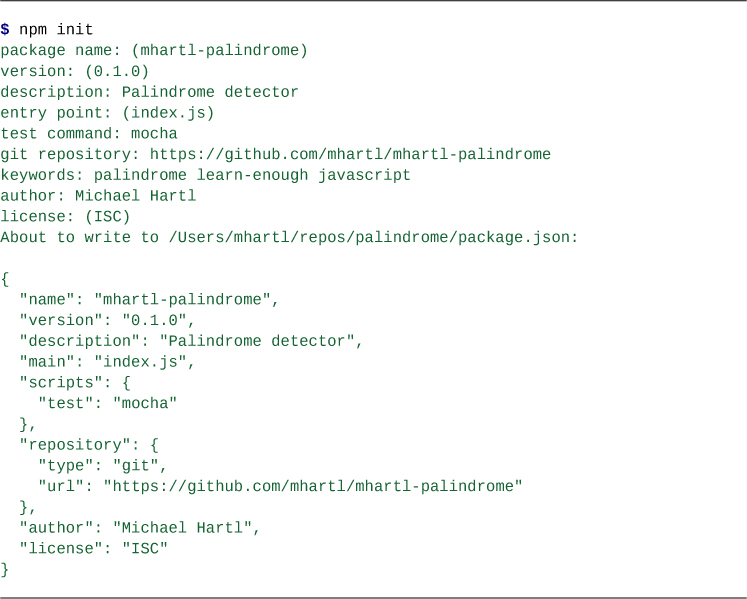 $ npm init
package name: (mhartl-palindrome)
version: (0.1.0)
description: Palindrome detector
entry point: (index.js)
test command: mocha
git repository: https://github.com/mhartl/mhartl-palindrome
keywords: palindrome learn-enough javascript
author: Michael Hartl
license: (ISC)
About to write to /Users/mhartl/repos/palindrome/package.json:

{
  "name": "mhartl-palindrome",
  "version": "0.1.0",
  "description": "Palindrome detector",
  "main": "index.js",
  "scripts": {
    "test": "mocha"
  },
  "repository": {
    "type": "git",
    "url": "https://github.com/mhartl/mhartl-palindrome"
  },
  "author": "Michael Hartl",
  "license": "ISC"
}